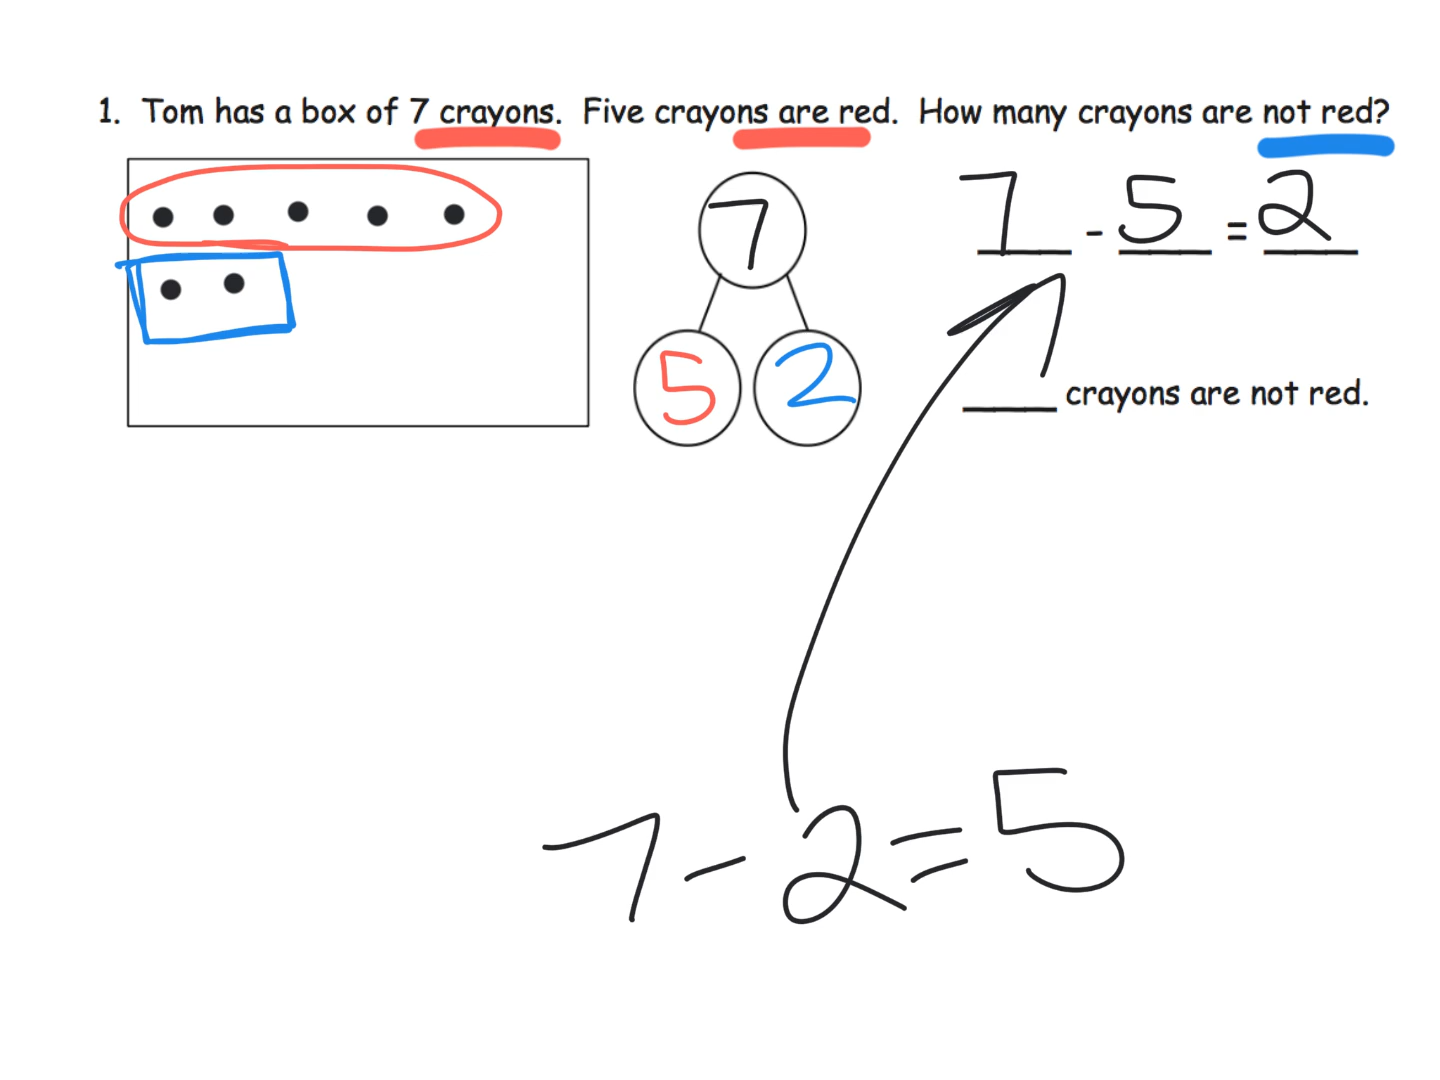 1. Tom has a box of 7 crayons. Five crayons are red. How many crayons are not red?
7 - 5 = 2
7
5 2
____ crayons are not red.
7 - 2 = 5